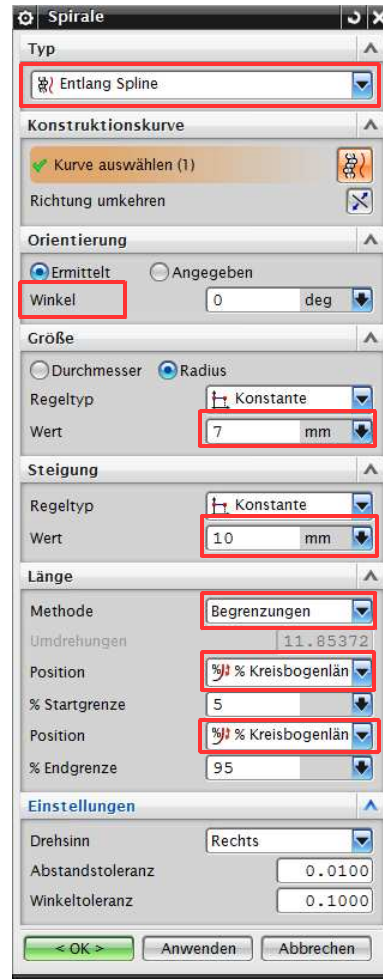 Spirale
Typ
Entlang Spline
Konstruktionskurve
Kurve auswählen (1)
Richtung umkehren
Orientierung
Ermittelt Angegeben
Winkel 0 deg
Größe
Durchmesser Radius
Regeltyp Konstante
Wert 7 mm
Steigung
Regeltyp Konstante
Wert 10 mm
Länge
Methode Begrenzungen
Umdrehungen 11.85372
Position % Kreisbogenlän
% Startgrenze 5
Position % Kreisbogenlän
% Endgrenze 95
Einstellungen
Drehsinn Rechts
Abstandstoleranz 0.0100
Winkeltoleranz 0.1000
< OK > Anwenden Abbrechen